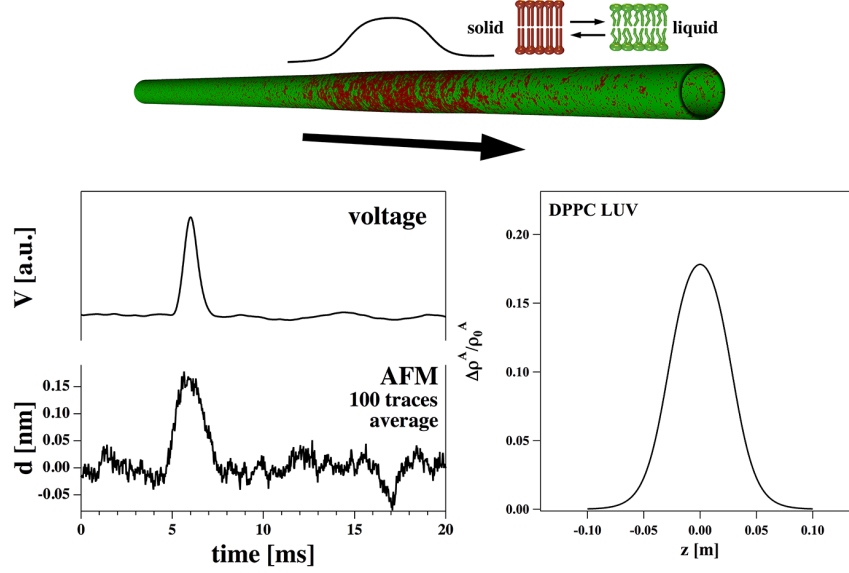 solid
liquid
voltage
V [a.u.]
AFM
100 traces
average
d [nm]
0.15
0.10
0.05
0.00
-0.05
0 5 10 15 20
time [ms]
DPPC LUV
Δρᴬ/ρ₀ᴬ
0.20
0.15
0.10
0.05
0.00
-0.10 -0.05 0.00 0.05 0.10
z [m]